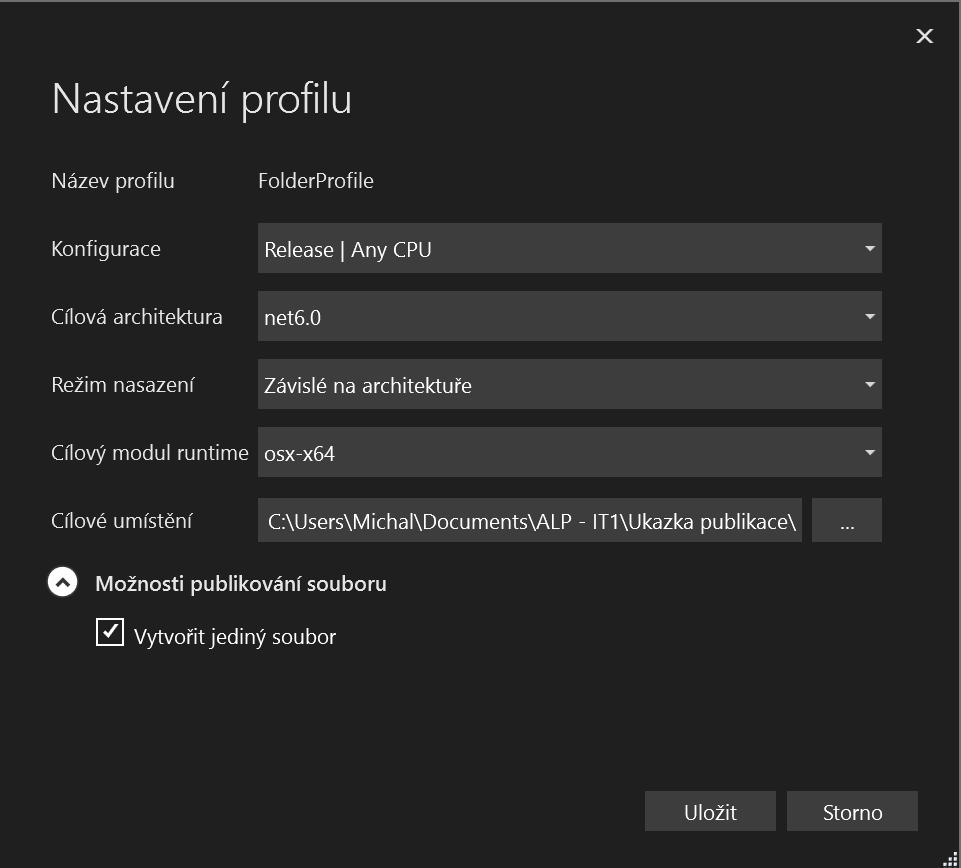 Nastavení profilu
Název profilu FolderProfile
Konfigurace Release | Any CPU
Cílová architektura net6.0
Režim nasazení Závislé na architektuře
Cílový modul runtime osx-x64
Cílové umístění C:\Users\Michal\Documents\ALP - IT1\Ukazka publikace\ ...
Možnosti publikování souboru
Vytvořit jediný soubor
Uložit Storno